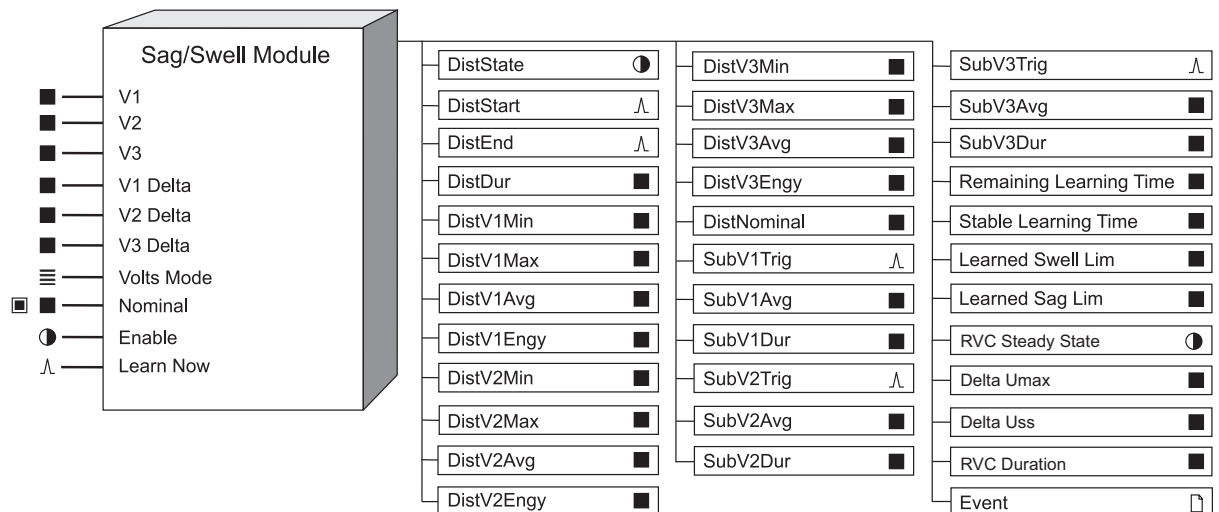 Sag/Swell Module
V1
V2
V3
V1 Delta
V2 Delta
V3 Delta
Volts Mode
Nominal
Enable
Learn Now
DistState
DistStart
DistEnd
DistDur
DistV1Min
DistV1Max
DistV1Avg
DistV1Engy
DistV2Min
DistV2Max
DistV2Avg
DistV2Engy
DistV3Min
DistV3Max
DistV3Avg
DistV3Engy
DistNominal
SubV1Trig
SubV1Avg
SubV1Dur
SubV2Trig
SubV2Avg
SubV2Dur
SubV3Trig
SubV3Avg
SubV3Dur
Remaining Learning Time
Stable Learning Time
Learned Swell Lim
Learned Sag Lim
RVC Steady State
Delta Umax
Delta Uss
RVC Duration
Event